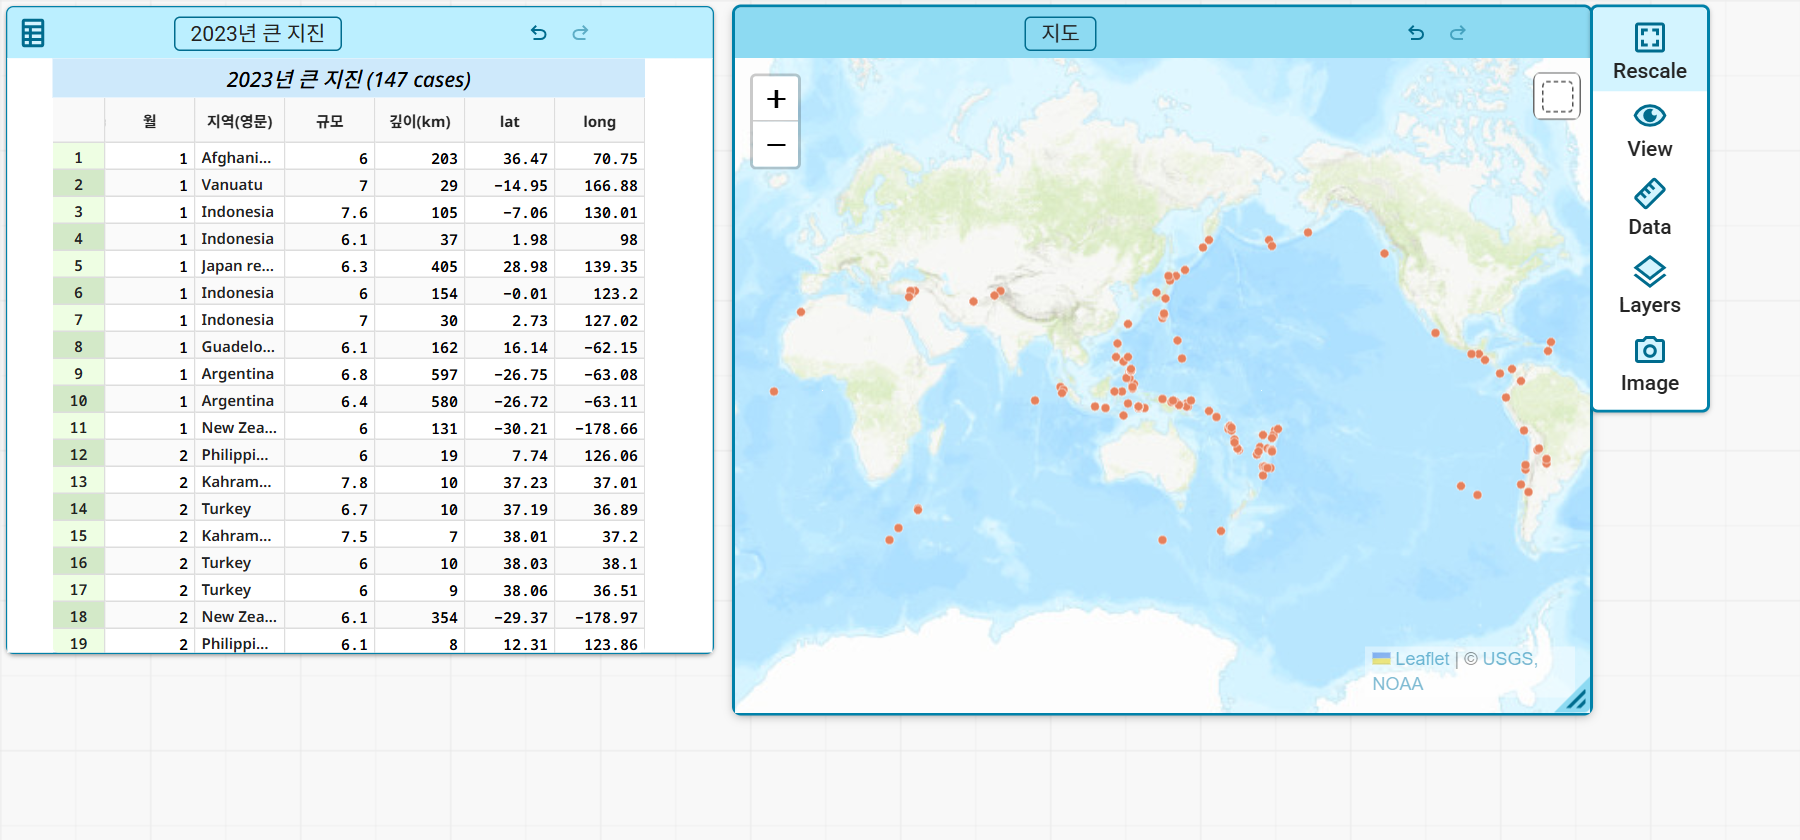 2023년 큰 지진
2023년 큰 지진 (147 cases)
월 지역(영문) 규모 깊이(km) lat long
1 1 Afghani... 6 203 36.47 70.75
2 1 Vanuatu 7 29 −14.95 166.88
3 1 Indonesia 7.6 105 −7.06 130.01
4 1 Indonesia 6.1 37 1.98 98
5 1 Japan re... 6.3 405 28.98 139.35
6 1 Indonesia 6 154 −0.01 123.2
7 1 Indonesia 7 30 2.73 127.02
8 1 Guadelo... 6.1 162 16.14 −62.15
9 1 Argentina 6.8 597 −26.75 −63.08
10 1 Argentina 6.4 580 −26.72 −63.11
11 1 New Zea... 6 131 −30.21 −178.66
12 2 Philippi... 6 19 7.74 126.06
13 2 Kahram... 7.8 10 37.23 37.01
14 2 Turkey 6.7 10 37.19 36.89
15 2 Kahram... 7.5 7 38.01 37.2
16 2 Turkey 6 10 38.03 38.1
17 2 Turkey 6 9 38.06 36.51
18 2 New Zea... 6.1 354 −29.37 −178.97
19 2 Philippi... 6.1 8 12.31 123.86
지도
+
−
Leaflet | © USGS,
NOAA
Rescale
View
Data
Layers
Image